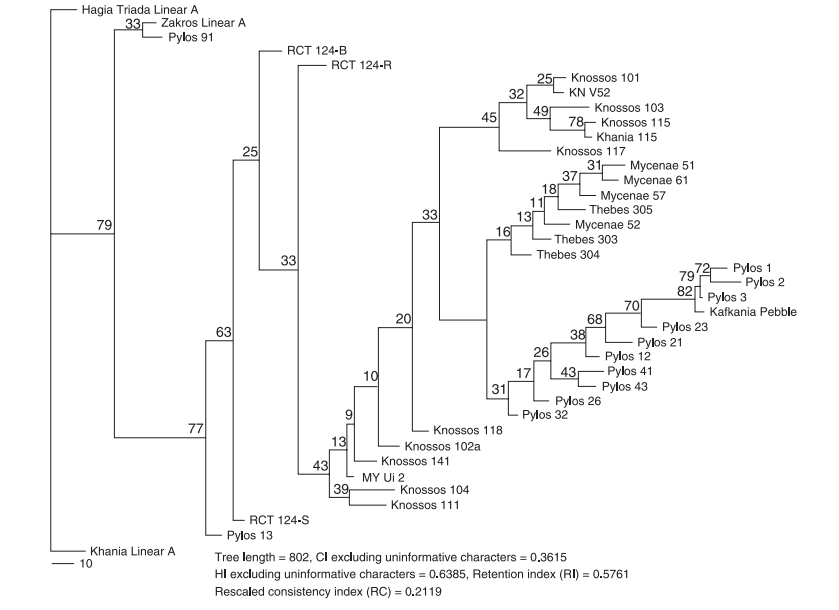 Hagia Triada Linear A
33 Zakros Linear A
Pylos 91
RCT 124-B
RCT 124-R
25 Knossos 101
32 KN V52
49 Knossos 103
45 78 Knossos 115
Khania 115
Knossos 117
25
31 Mycenae 51
37 Mycenae 61
18 Mycenae 57
11 Thebes 305
13 Mycenae 52
33
16 Thebes 303
79
Thebes 304
33
72 Pylos 1
79 Pylos 2
82 Pylos 3
70 Kafkania Pebble
20 68 Pylos 23
63
38 Pylos 21
26 Pylos 12
10 43 Pylos 41
17 Pylos 43
31 Pylos 26
9 Pylos 32
77
Knossos 118
13 Knossos 102a
43 Knossos 141
MY Ui 2
39 Knossos 104
Knossos 111
RCT 124-S
Pylos 13
Khania Linear A
10
Tree length = 802, CI excluding uninformative characters = 0.3615
HI excluding uninformative characters = 0.6385, Retention index (RI) = 0.5761
Rescaled consistency index (RC) = 0.2119